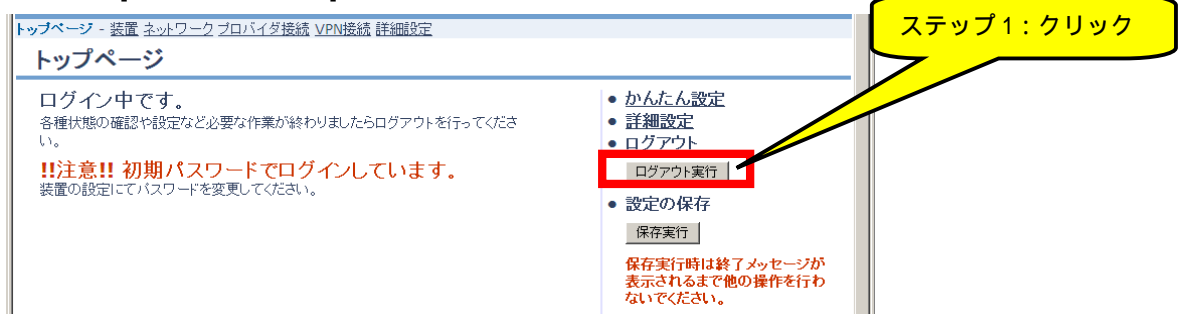 トップページ - 装置 ネットワーク プロバイダ接続 VPN接続 詳細設定
ステップ1：クリック
トップページ
ログイン中です。
各種状態の確認や設定など必要な作業が終わりましたらログアウトを行ってくださ
い。
!!注意!! 初期パスワードでログインしています。
装置の設定にてパスワードを変更してください。
• かんたん設定
• 詳細設定
• ログアウト
ログアウト実行
• 設定の保存
保存実行
保存実行時は終了メッセージが
表示されるまで他の操作を行わ
ないでください。